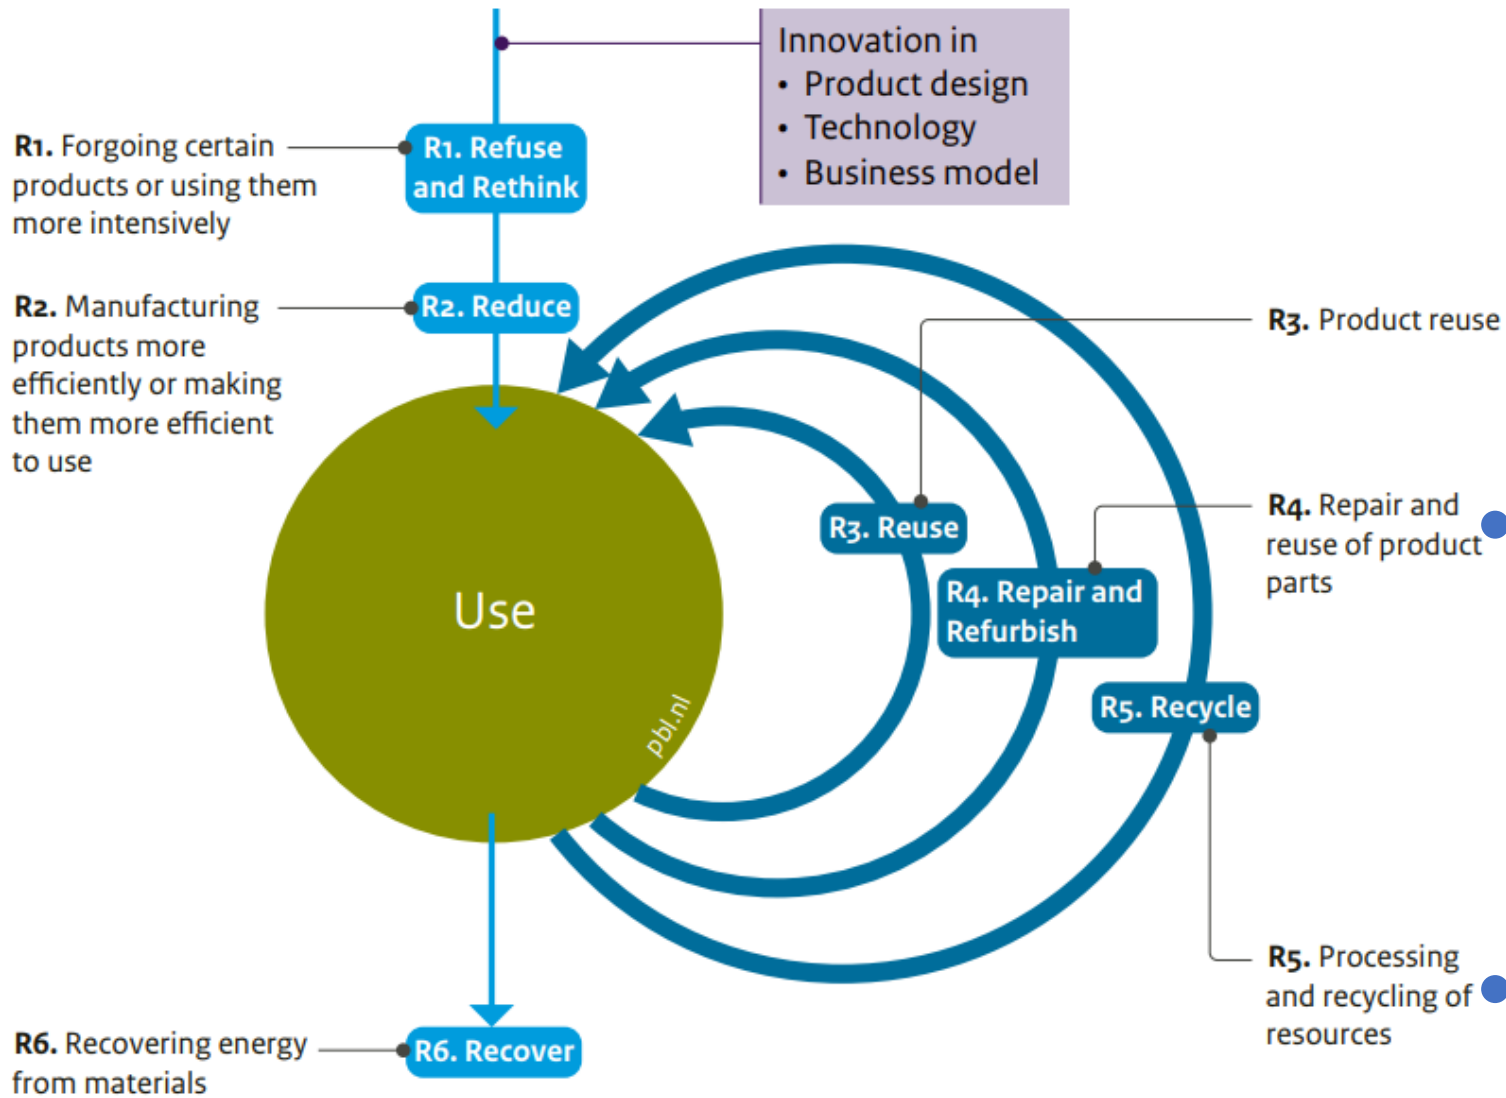 Innovation in
• Product design
• Technology
• Business model
R1. Forgoing certain
products or using them
more intensively
R1. Refuse
and Rethink
R2. Manufacturing
products more
efficiently or making
them more efficient
to use
R2. Reduce
R3. Product reuse
R3. Reuse
R4. Repair and
reuse of product
parts
R4. Repair and
Refurbish
Use
pbl.nl
R5. Recycle
R5. Processing
and recycling of
resources
R6. Recovering energy
from materials
R6. Recover